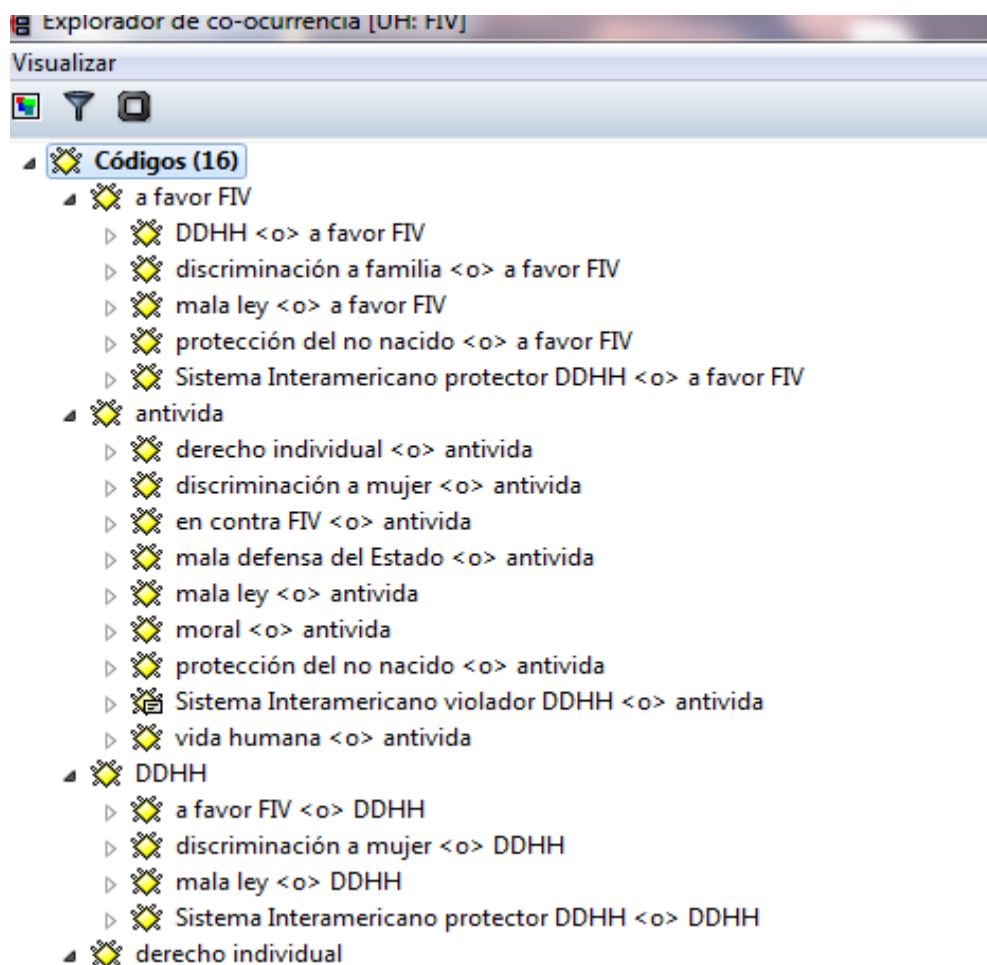 Explorador de co-ocurrencia [UH: FIV]
Visualizar
Códigos (16)
a favor FIV
DDHH <o> a favor FIV
discriminación a familia <o> a favor FIV
mala ley <o> a favor FIV
protección del no nacido <o> a favor FIV
Sistema Interamericano protector DDHH <o> a favor FIV
antivida
derecho individual <o> antivida
discriminación a mujer <o> antivida
en contra FIV <o> antivida
mala defensa del Estado <o> antivida
mala ley <o> antivida
moral <o> antivida
protección del no nacido <o> antivida
Sistema Interamericano violador DDHH <o> antivida
vida humana <o> antivida
DDHH
a favor FIV <o> DDHH
discriminación a mujer <o> DDHH
mala ley <o> DDHH
Sistema Interamericano protector DDHH <o> DDHH
derecho individual